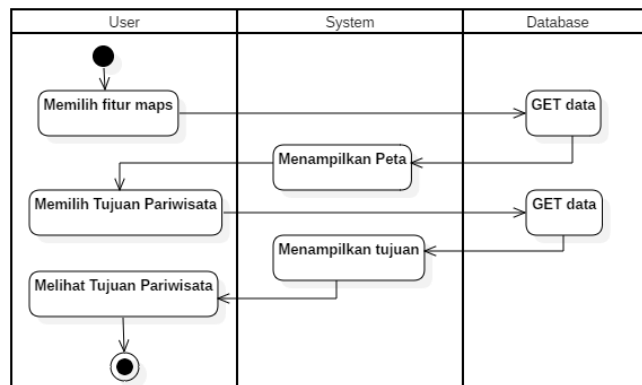 User
System
Database
Memilih fitur maps
GET data
Menampilkan Peta
Memilih Tujuan Pariwisata
GET data
Menampilkan tujuan
Melihat Tujuan Pariwisata